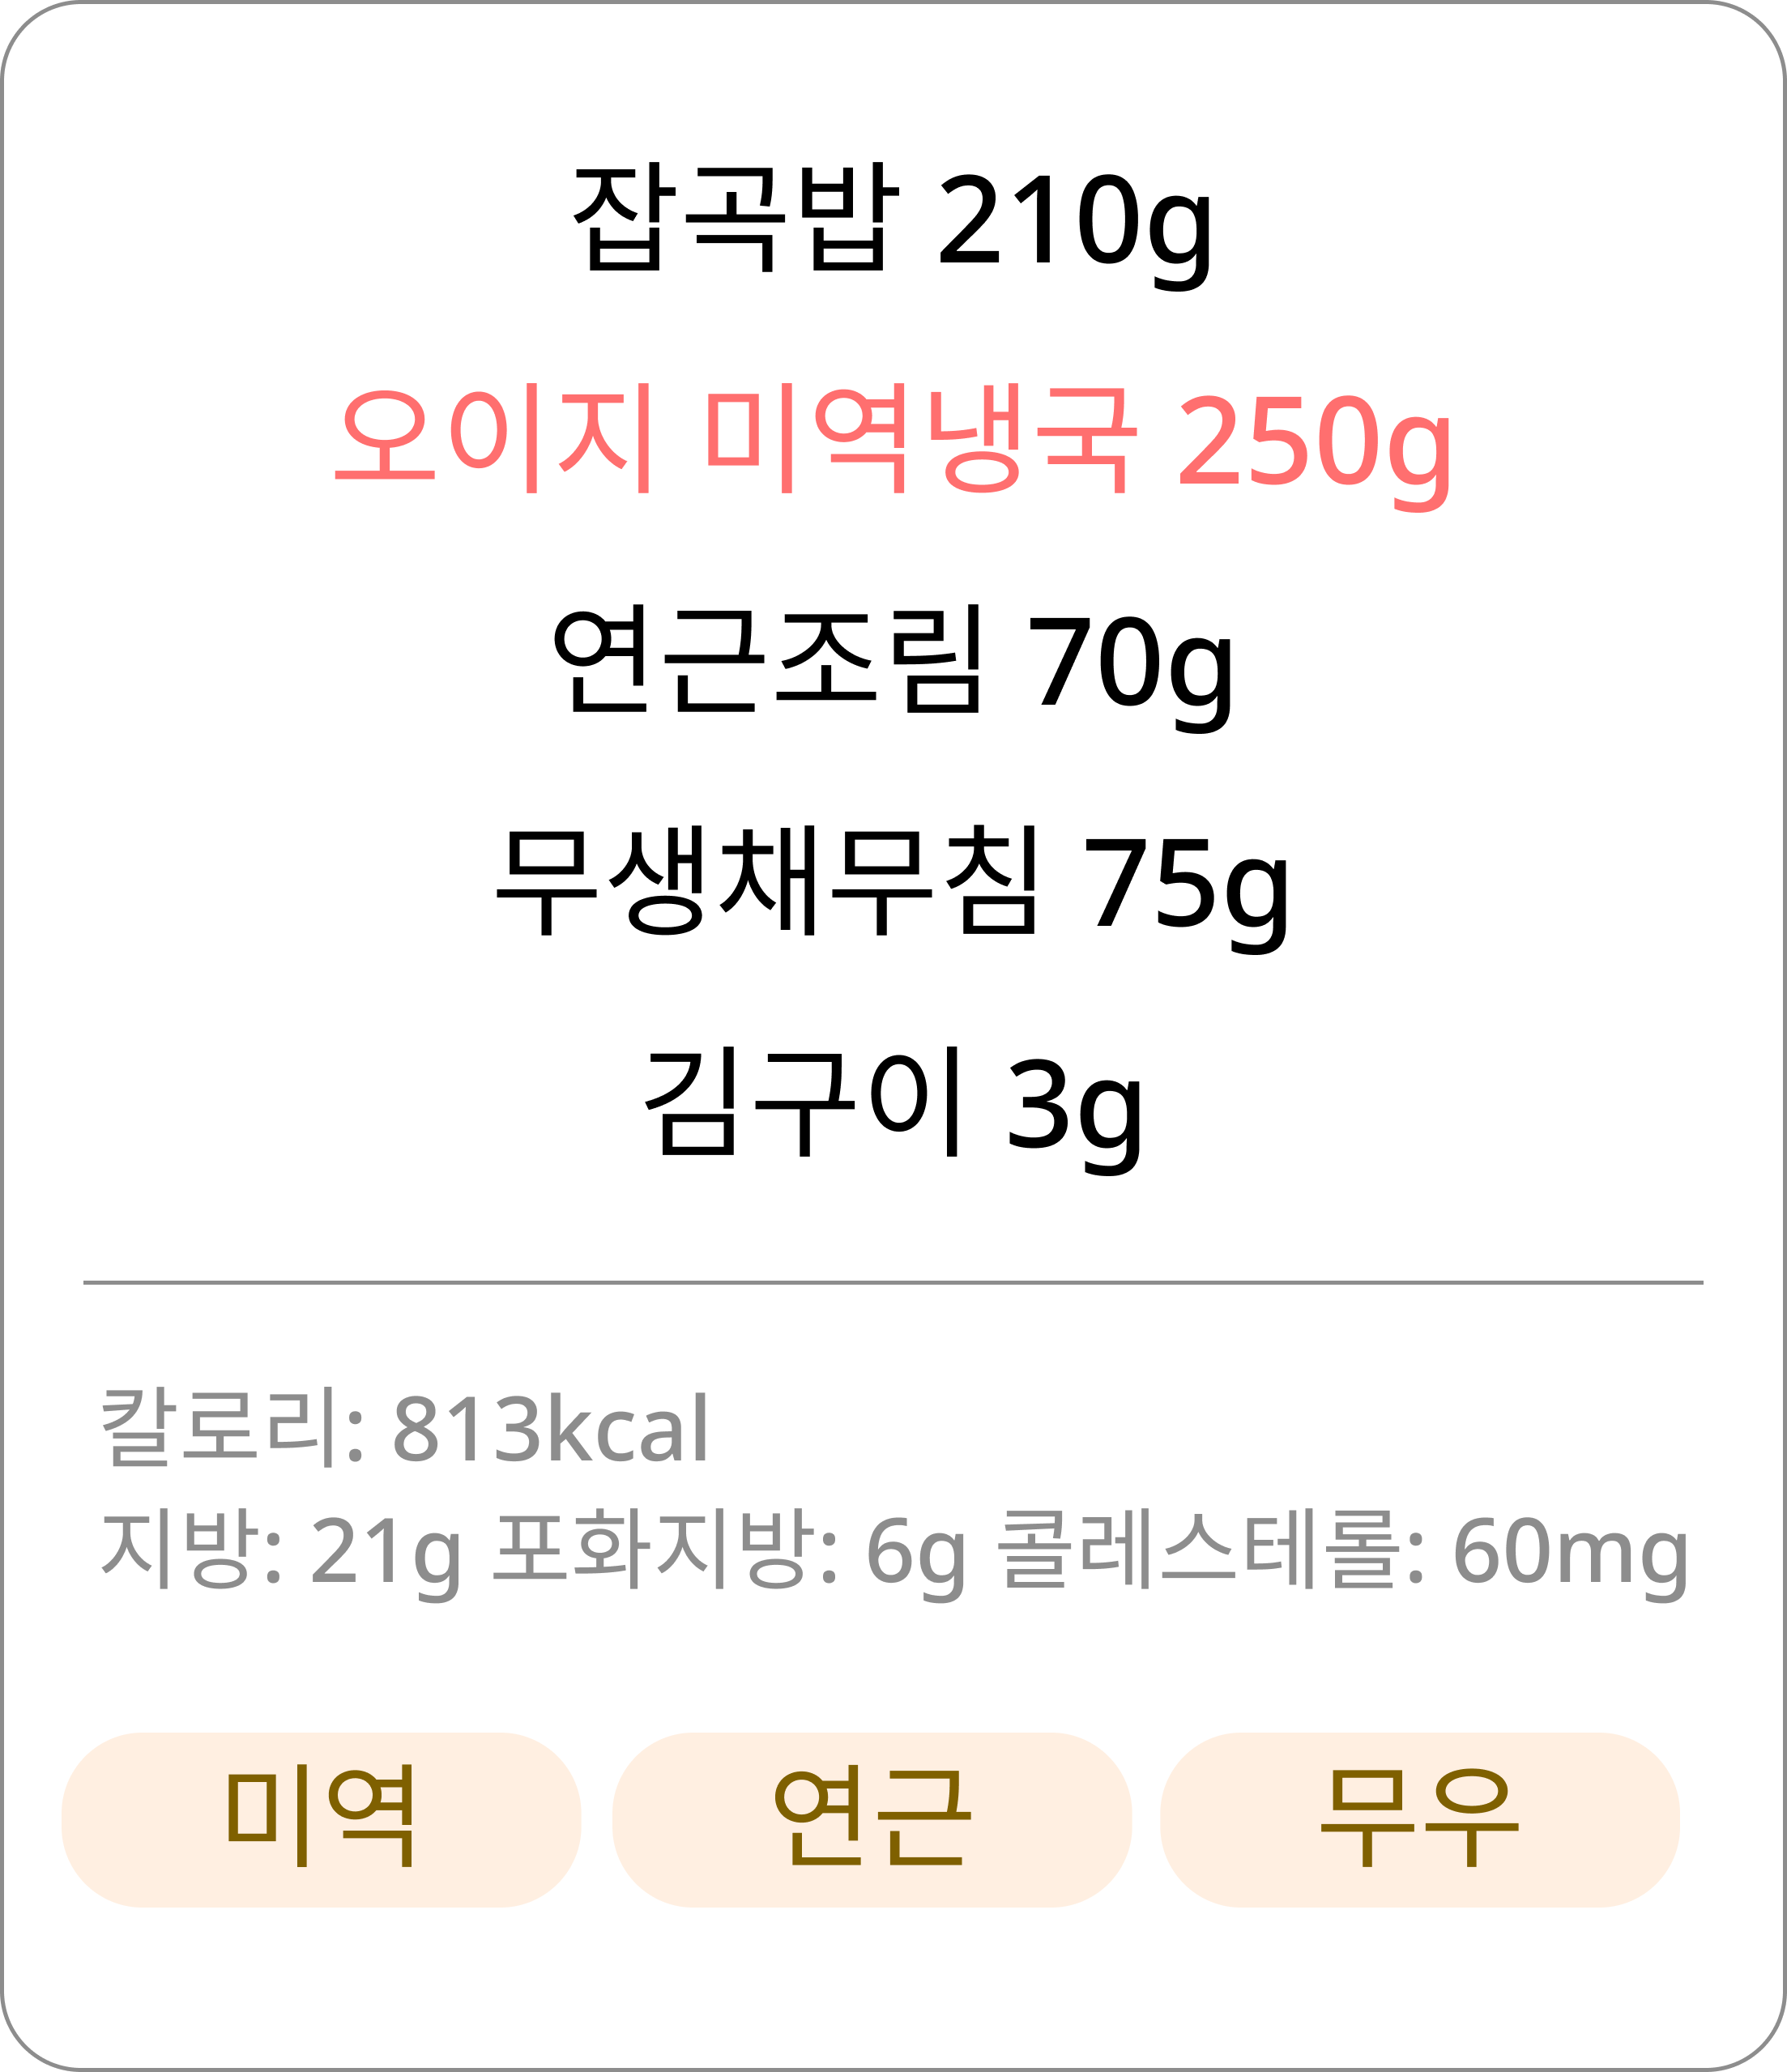 잡곡밥 210g
오이지 미역냉국 250g
연근조림 70g
무생채무침 75g
김구이 3g
칼로리: 813kcal
지방: 21g 포화지방: 6g 콜레스테롤: 60mg
미역 연근 무우